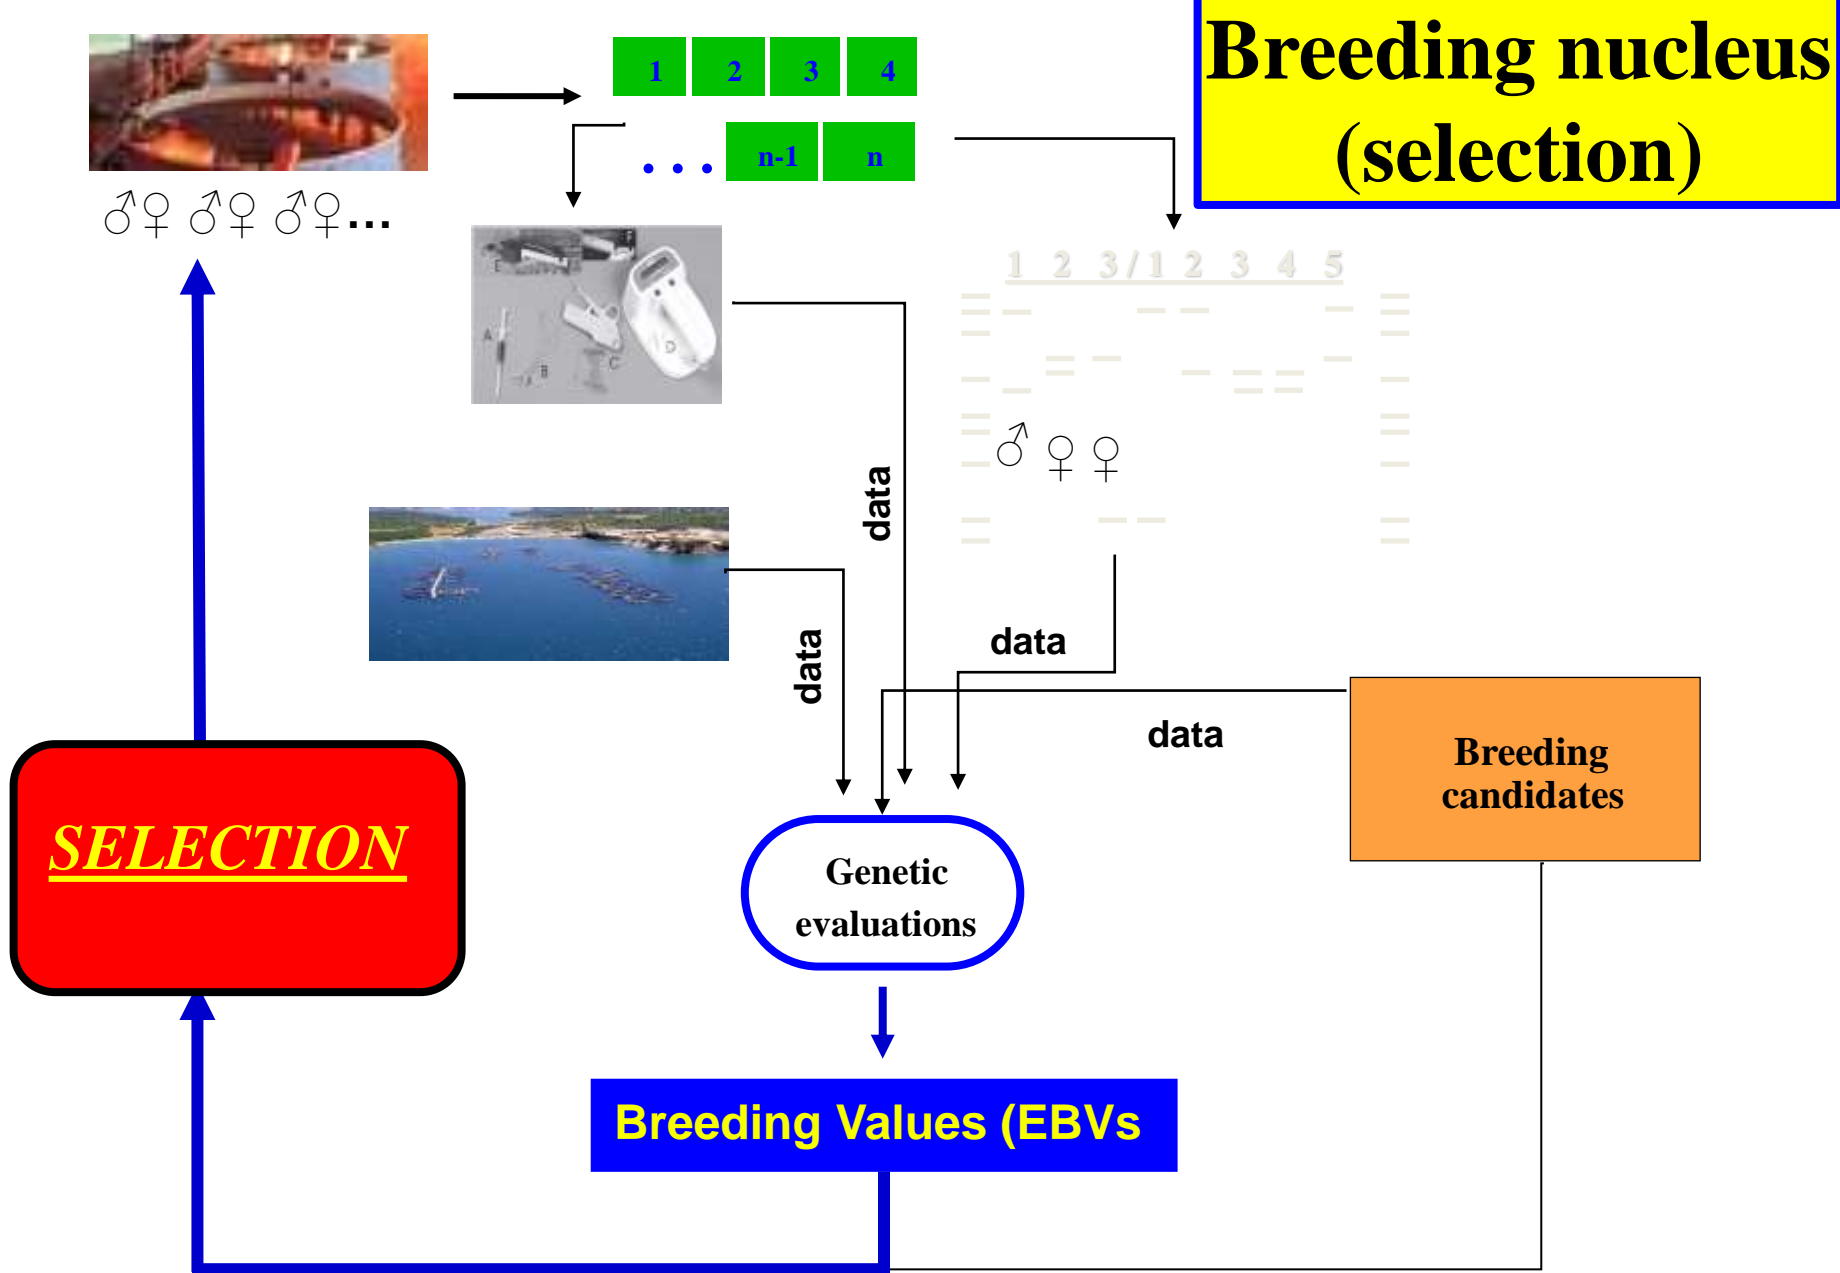 Breeding nucleus
(selection)
1 2 3 4
... n-1 n
♂♀ ♂♀ ♂♀...
E
A
B
C
D
1 2 3 / 1 2 3 4 5
♂ ♀ ♀
data
data
data
data
Breeding
candidates
SELECTION
Genetic
evaluations
Breeding Values (EBVs